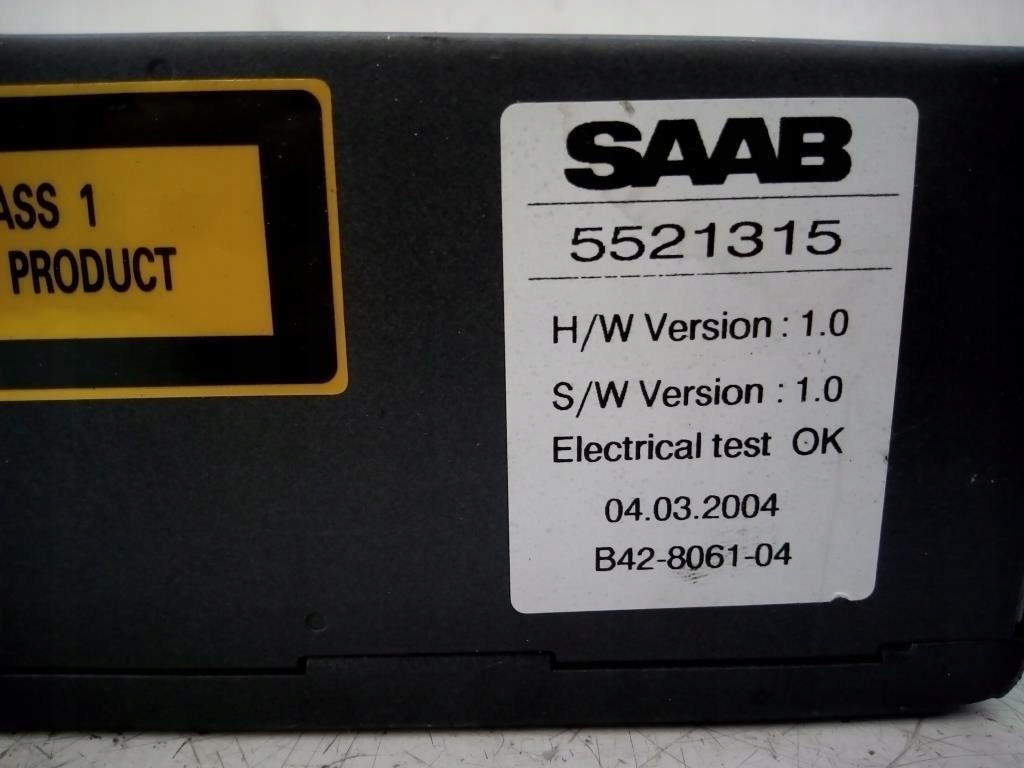 ASS 1
PRODUCT
SAAB
5521315
H/W Version : 1.0
S/W Version : 1.0
Electrical test OK
04.03.2004
B42-8061-04